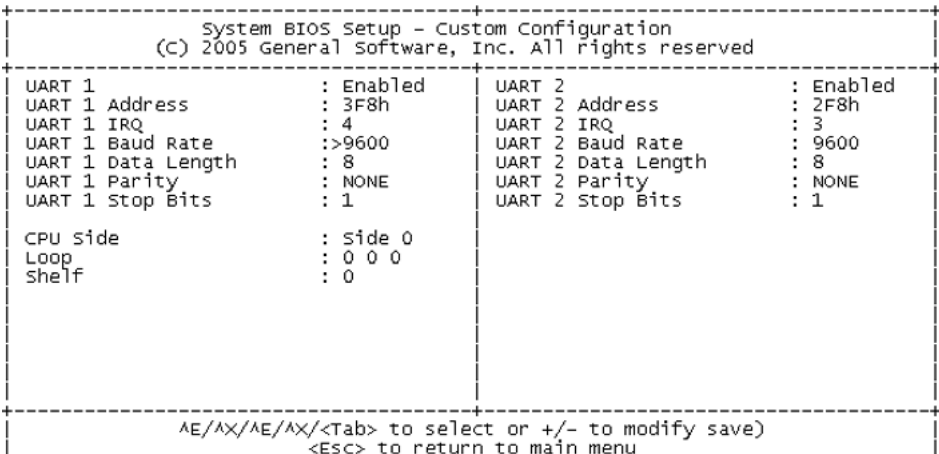 System BIOS Setup - Custom Configuration
(C) 2005 General Software, Inc. All rights reserved
UART 1 : Enabled
UART 1 Address : 3F8h
UART 1 IRQ : 4
UART 1 Baud Rate :>9600
UART 1 Data Length : 8
UART 1 Parity : NONE
UART 1 Stop Bits : 1
CPU Side : Side 0
Loop : 0 0 0
Shelf : 0
UART 2 : Enabled
UART 2 Address : 2F8h
UART 2 IRQ : 3
UART 2 Baud Rate : 9600
UART 2 Data Length : 8
UART 2 Parity : NONE
UART 2 Stop Bits : 1
^E/^X/^E/^X/<Tab> to select or +/- to modify save)
<Esc> to return to main menu